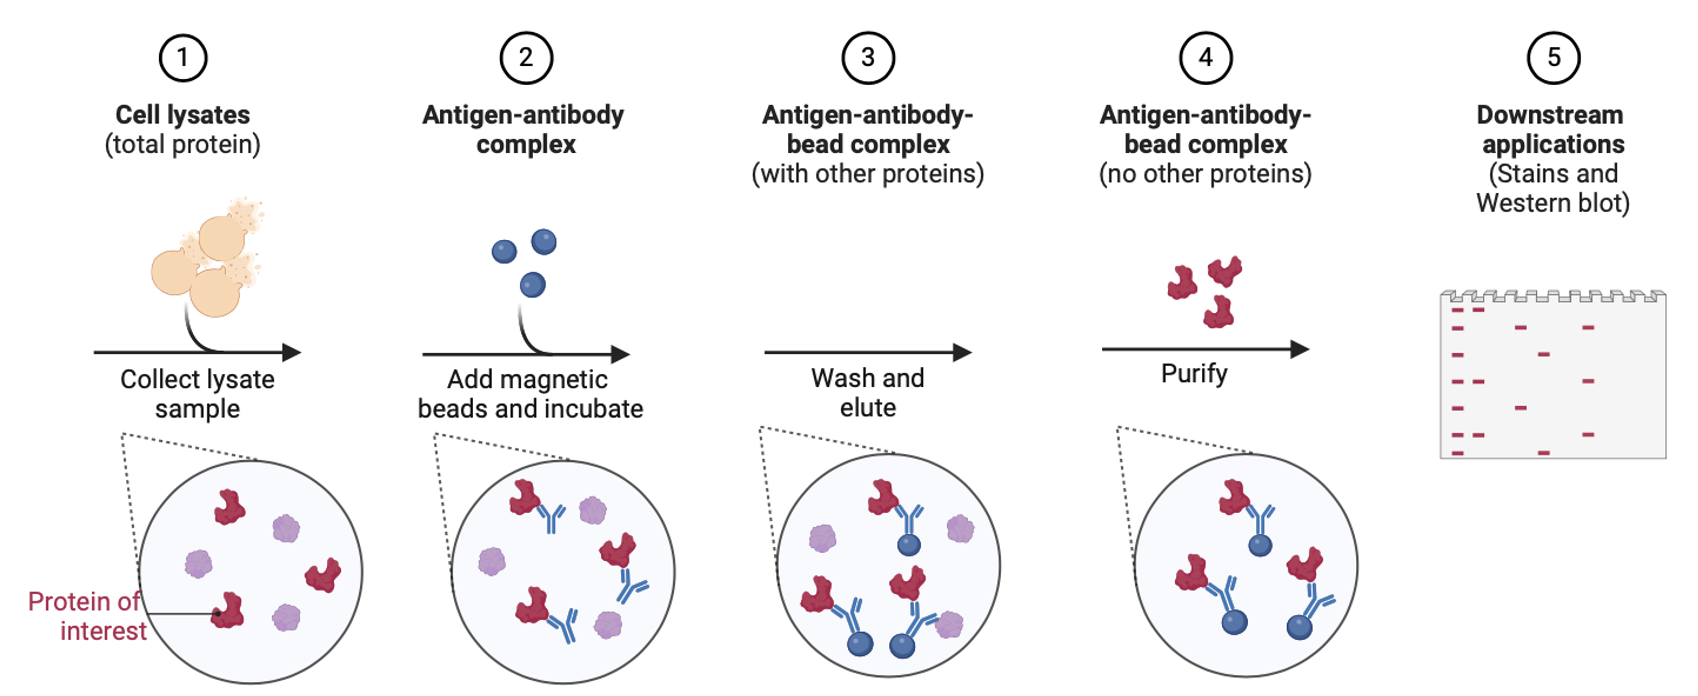 1
Cell lysates
(total protein)
Collect lysate
sample
Protein of
interest
2
Antigen-antibody
complex
Add magnetic
beads and incubate
3
Antigen-antibody-
bead complex
(with other proteins)
Wash and
elute
4
Antigen-antibody-
bead complex
(no other proteins)
Purify
5
Downstream
applications
(Stains and
Western blot)